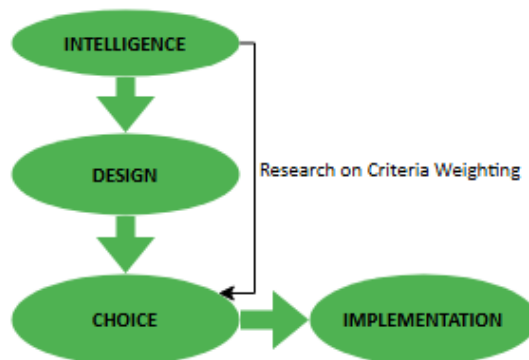 INTELLIGENCE
DESIGN
Research on Criteria Weighting
CHOICE
IMPLEMENTATION